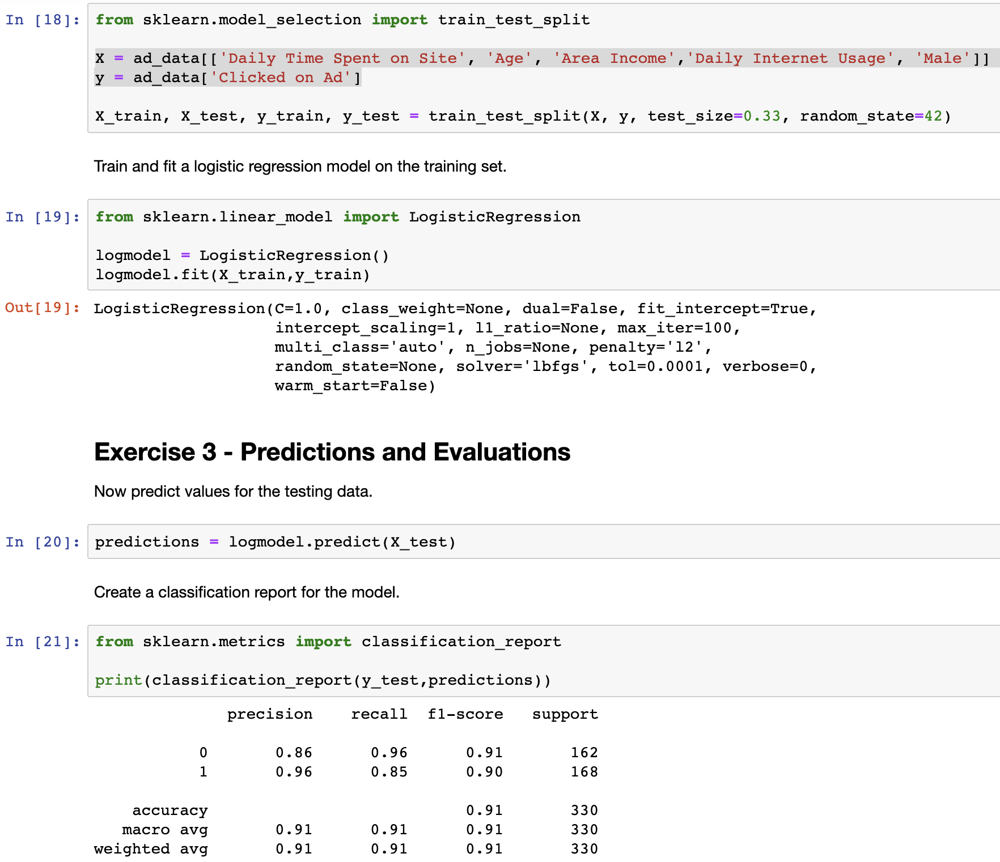 In [18]: from sklearn.model_selection import train_test_split
X = ad_data[['Daily Time Spent on Site', 'Age', 'Area Income','Daily Internet Usage', 'Male']]
y = ad_data['Clicked on Ad']
X_train, X_test, y_train, y_test = train_test_split(X, y, test_size=0.33, random_state=42)
Train and fit a logistic regression model on the training set.
In [19]: from sklearn.linear_model import LogisticRegression
logmodel = LogisticRegression()
logmodel.fit(X_train,y_train)
Out[19]: LogisticRegression(C=1.0, class_weight=None, dual=False, fit_intercept=True,
intercept_scaling=1, l1_ratio=None, max_iter=100,
multi_class='auto', n_jobs=None, penalty='l2',
random_state=None, solver='lbfgs', tol=0.0001, verbose=0,
warm_start=False)
Exercise 3 - Predictions and Evaluations
Now predict values for the testing data.
In [20]: predictions = logmodel.predict(X_test)
Create a classification report for the model.
In [21]: from sklearn.metrics import classification_report
print(classification_report(y_test,predictions))
precision recall f1-score support
0 0.86 0.96 0.91 162
1 0.96 0.85 0.90 168
accuracy 0.91 330
macro avg 0.91 0.91 0.91 330
weighted avg 0.91 0.91 0.91 330